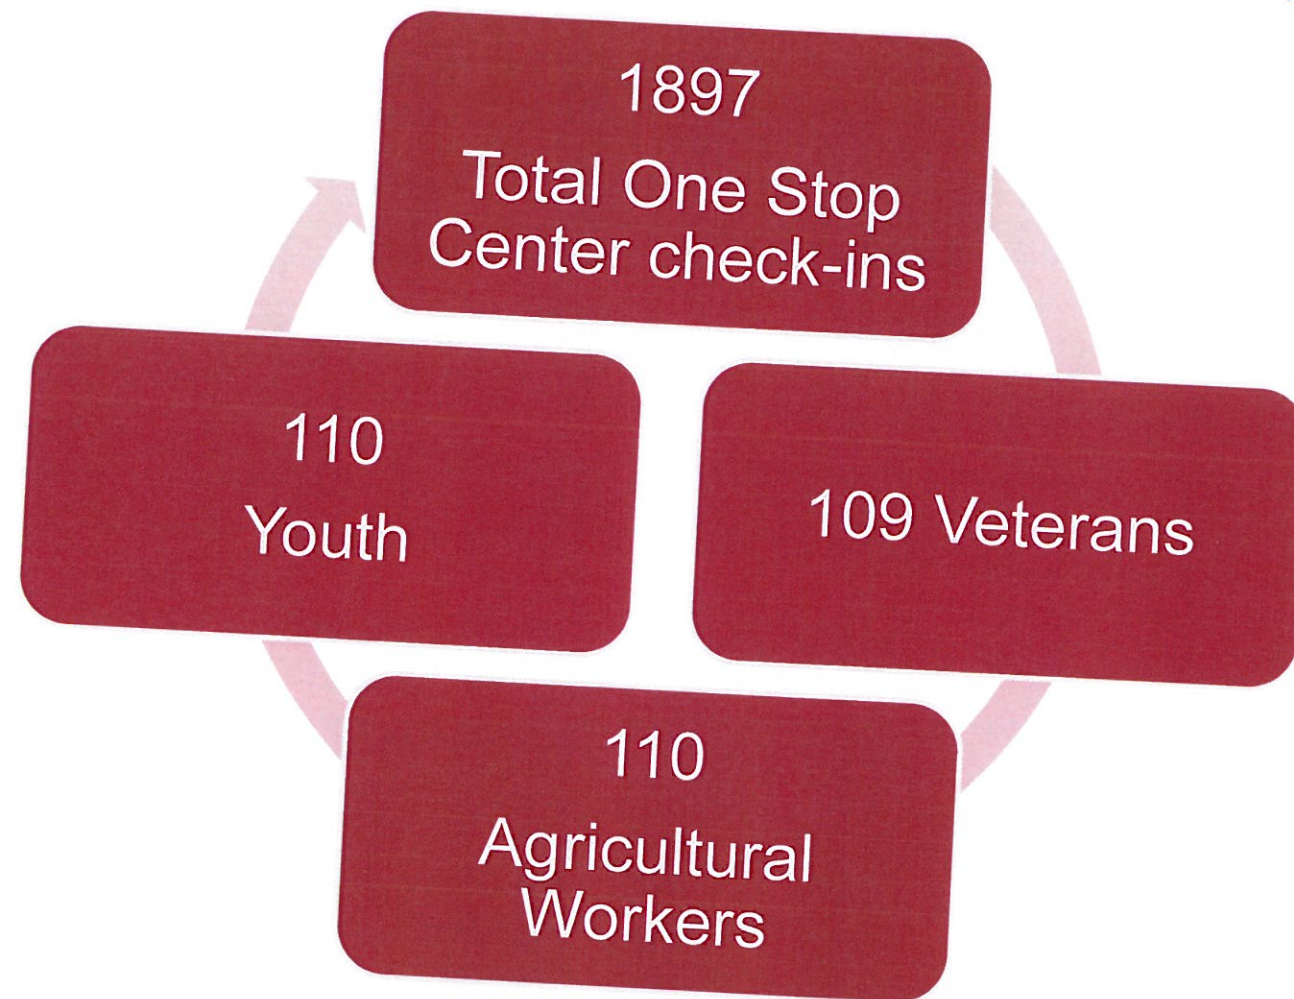 1897
Total One Stop
Center check-ins
109 Veterans
110
Agricultural
Workers
110
Youth